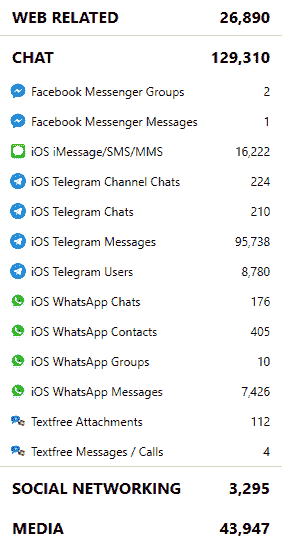 WEB RELATED 26,890
CHAT 129,310
Facebook Messenger Groups 2
Facebook Messenger Messages 1
iOS iMessage/SMS/MMS 16,222
iOS Telegram Channel Chats 224
iOS Telegram Chats 210
iOS Telegram Messages 95,738
iOS Telegram Users 8,780
iOS WhatsApp Chats 176
iOS WhatsApp Contacts 405
iOS WhatsApp Groups 10
iOS WhatsApp Messages 7,426
Textfree Attachments 112
Textfree Messages / Calls 4
SOCIAL NETWORKING 3,295
MEDIA 43,947